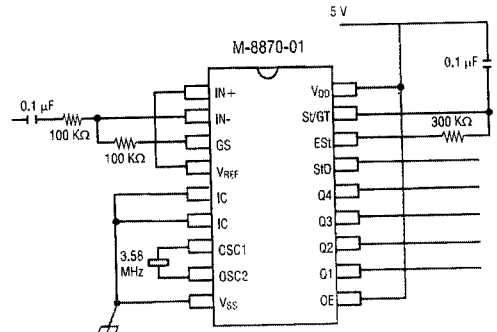 5 V
M-8870-01
0.1 µF
0.1 µF
IN+
VDD
IN-
St/GT
300 KΩ
100 KΩ
GS
ESt
100 KΩ
VREF
StD
IC
Q4
IC
Q3
3.58
MHz
OSC1
Q2
OSC2
Q1
VSS
OE